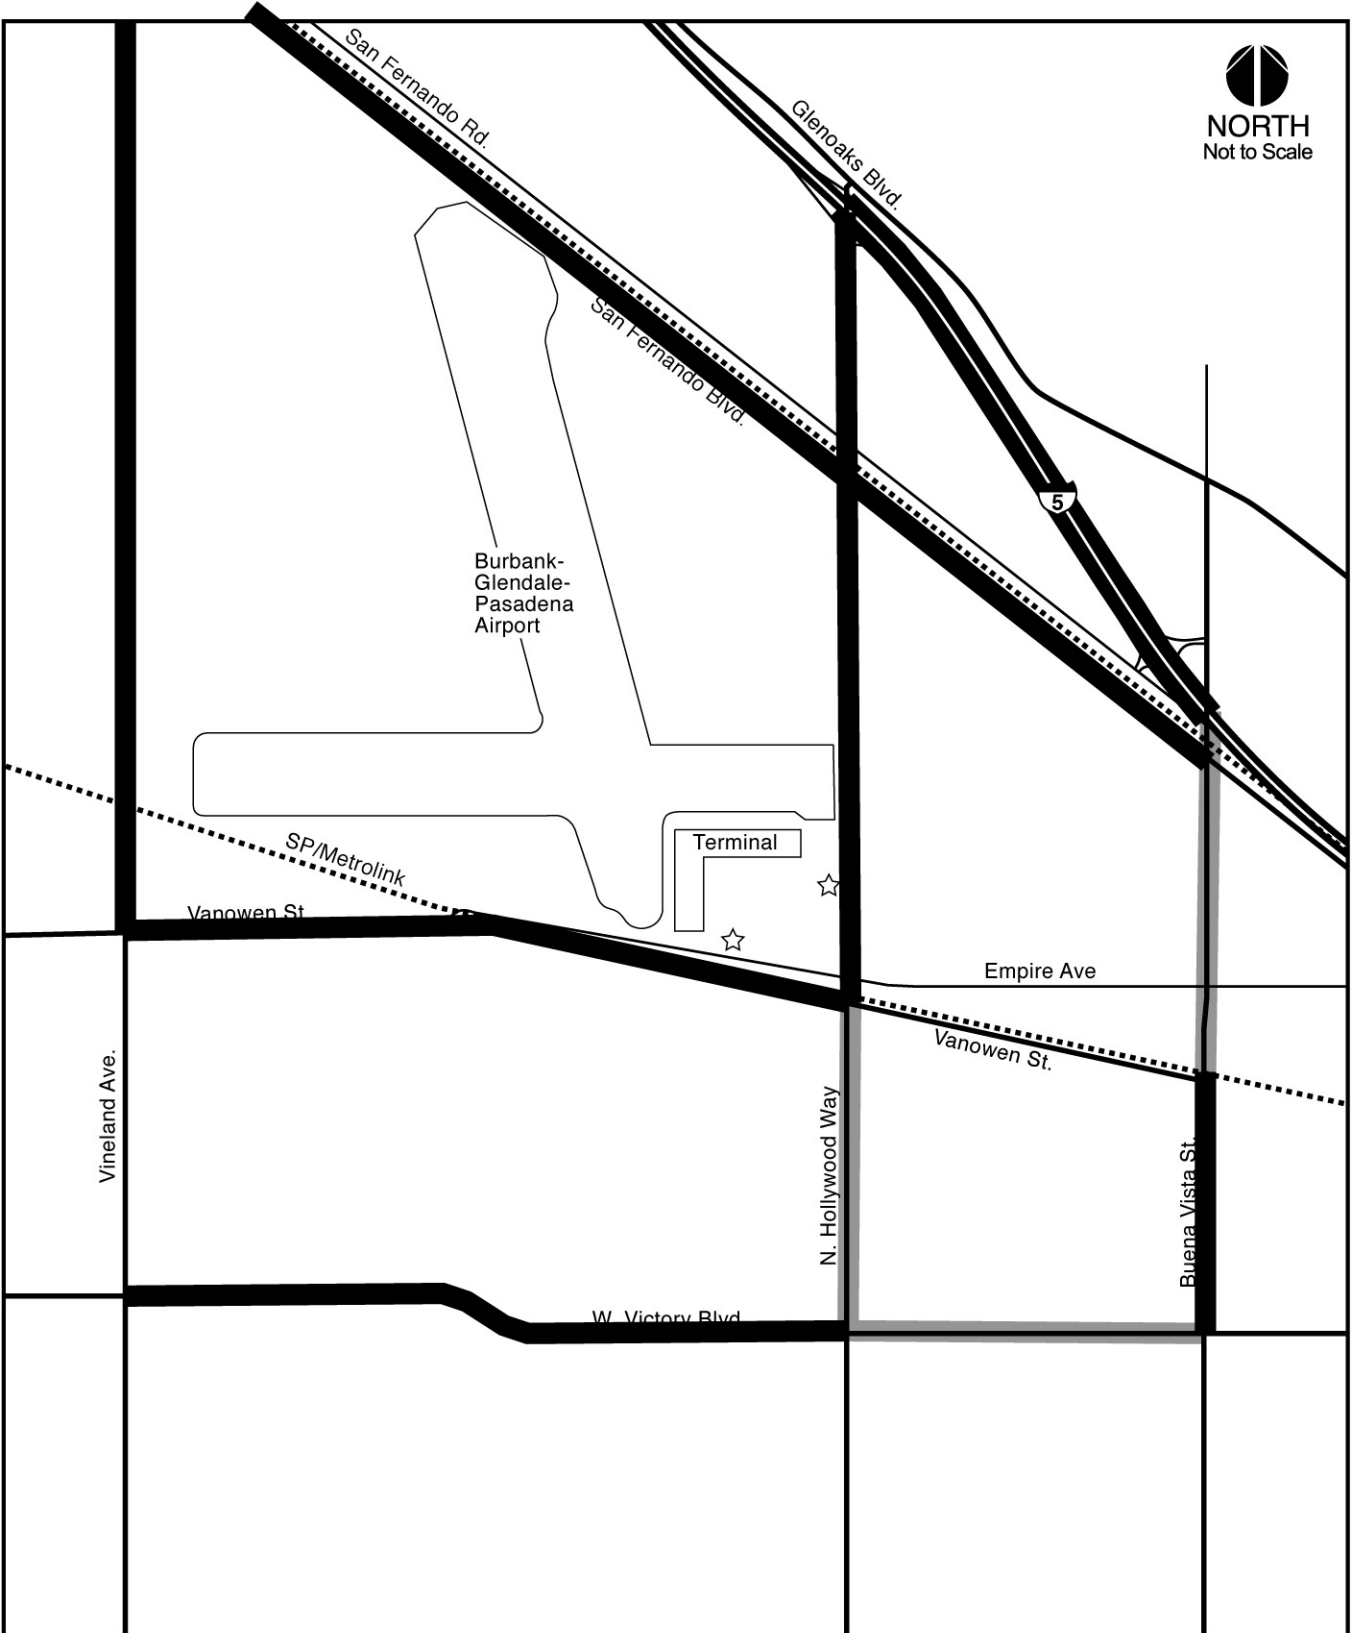 San Fernando Rd.
Glenoaks Blvd.
NORTH
Not to Scale
San Fernando Blvd.
5
Burbank-
Glendale-
Pasadena
Airport
Terminal
SP/Metrolink
Vanowen St.
Empire Ave
Vanowen St.
Vineland Ave.
N. Hollywood Way
Buena Vista St.
W. Victory Blvd